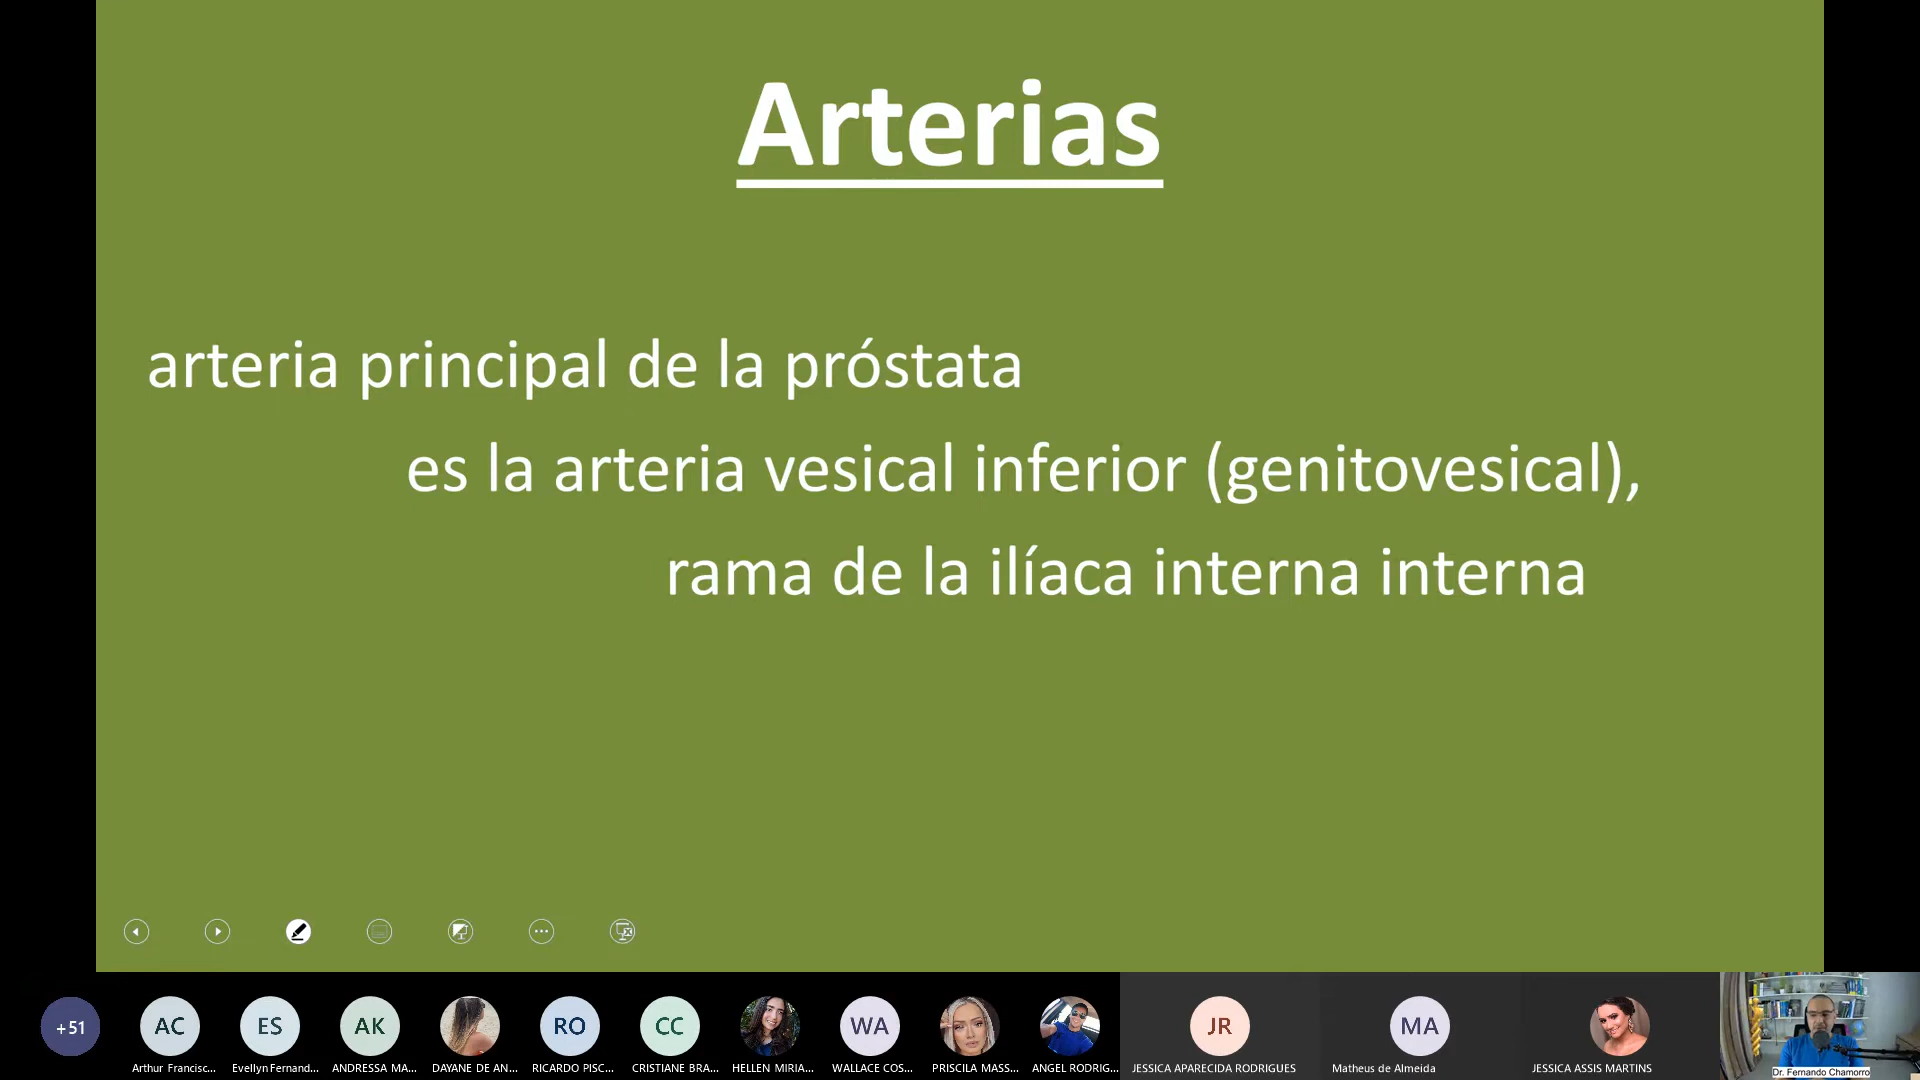 Arterias
arteria principal de la próstata
es la arteria vesical inferior (genitovesical),
rama de la ilíaca interna interna
+51
AC
ES
AK
RO
CC
WA
JR
MA
Arthur Francisc...
Evellyn Fernand...
ANDRESSA MA...
DAYANE DE AN...
RICARDO PISC...
CRISTIANE BRA...
HELLEN MIRIA...
WALLACE COS...
PRISCILA MASS...
ANGEL RODRIG...
JESSICA APARECIDA RODRIGUES
Matheus de Almeida
JESSICA ASSIS MARTINS
Dr. Fernando Chamorro